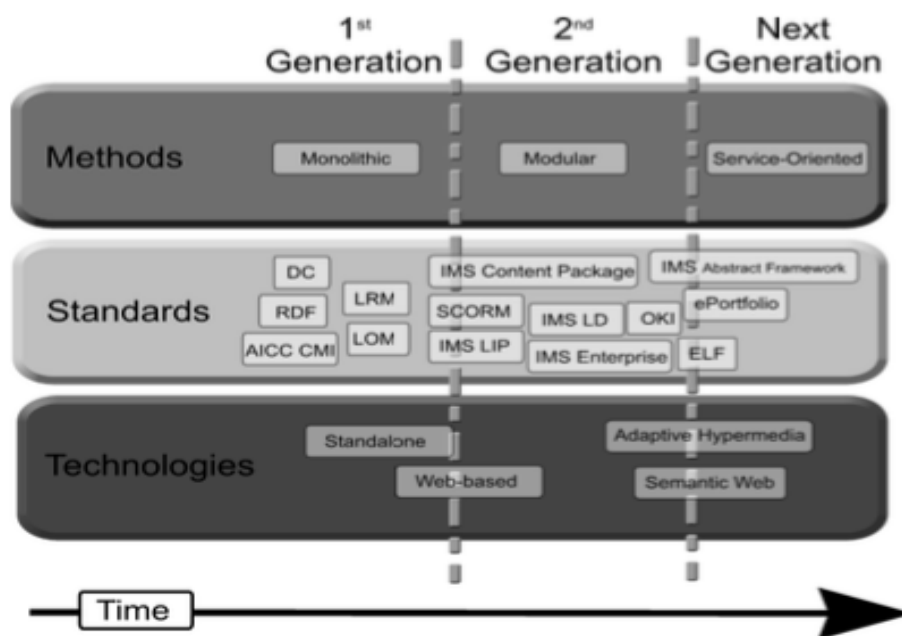 1st Generation
2nd Generation
Next Generation
Methods
Monolithic
Modular
Service-Oriented
Standards
DC
RDF
AICC CMI
LRM
LOM
IMS Content Package
SCORM
IMS LIP
IMS LD
OKI
IMS Enterprise
IMS Abstract Framework
ePortfolio
ELF
Technologies
Standalone
Web-based
Adaptive Hypermedia
Semantic Web
Time